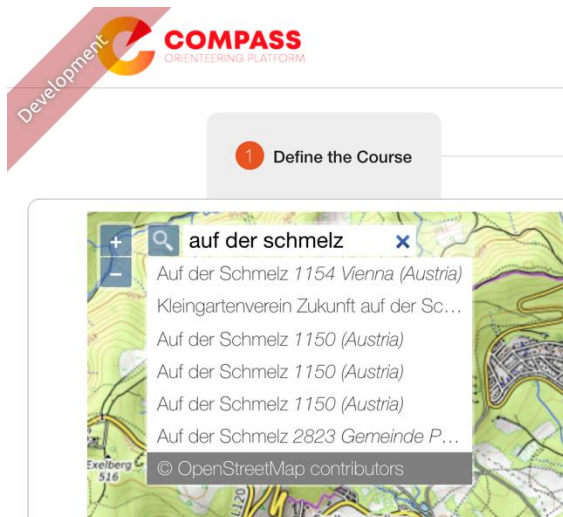 Development
COMPASS
ORIENTEERING PLATFORM
1 Define the Course
+
auf der schmelz ×
−
Auf der Schmelz 1154 Vienna (Austria)
Kleingartenverein Zukunft auf der Sc...
Auf der Schmelz 1150 (Austria)
Auf der Schmelz 1150 (Austria)
Auf der Schmelz 1150 (Austria)
Auf der Schmelz 2823 Gemeinde P...
© OpenStreetMap contributors
Exelberg
516
L120